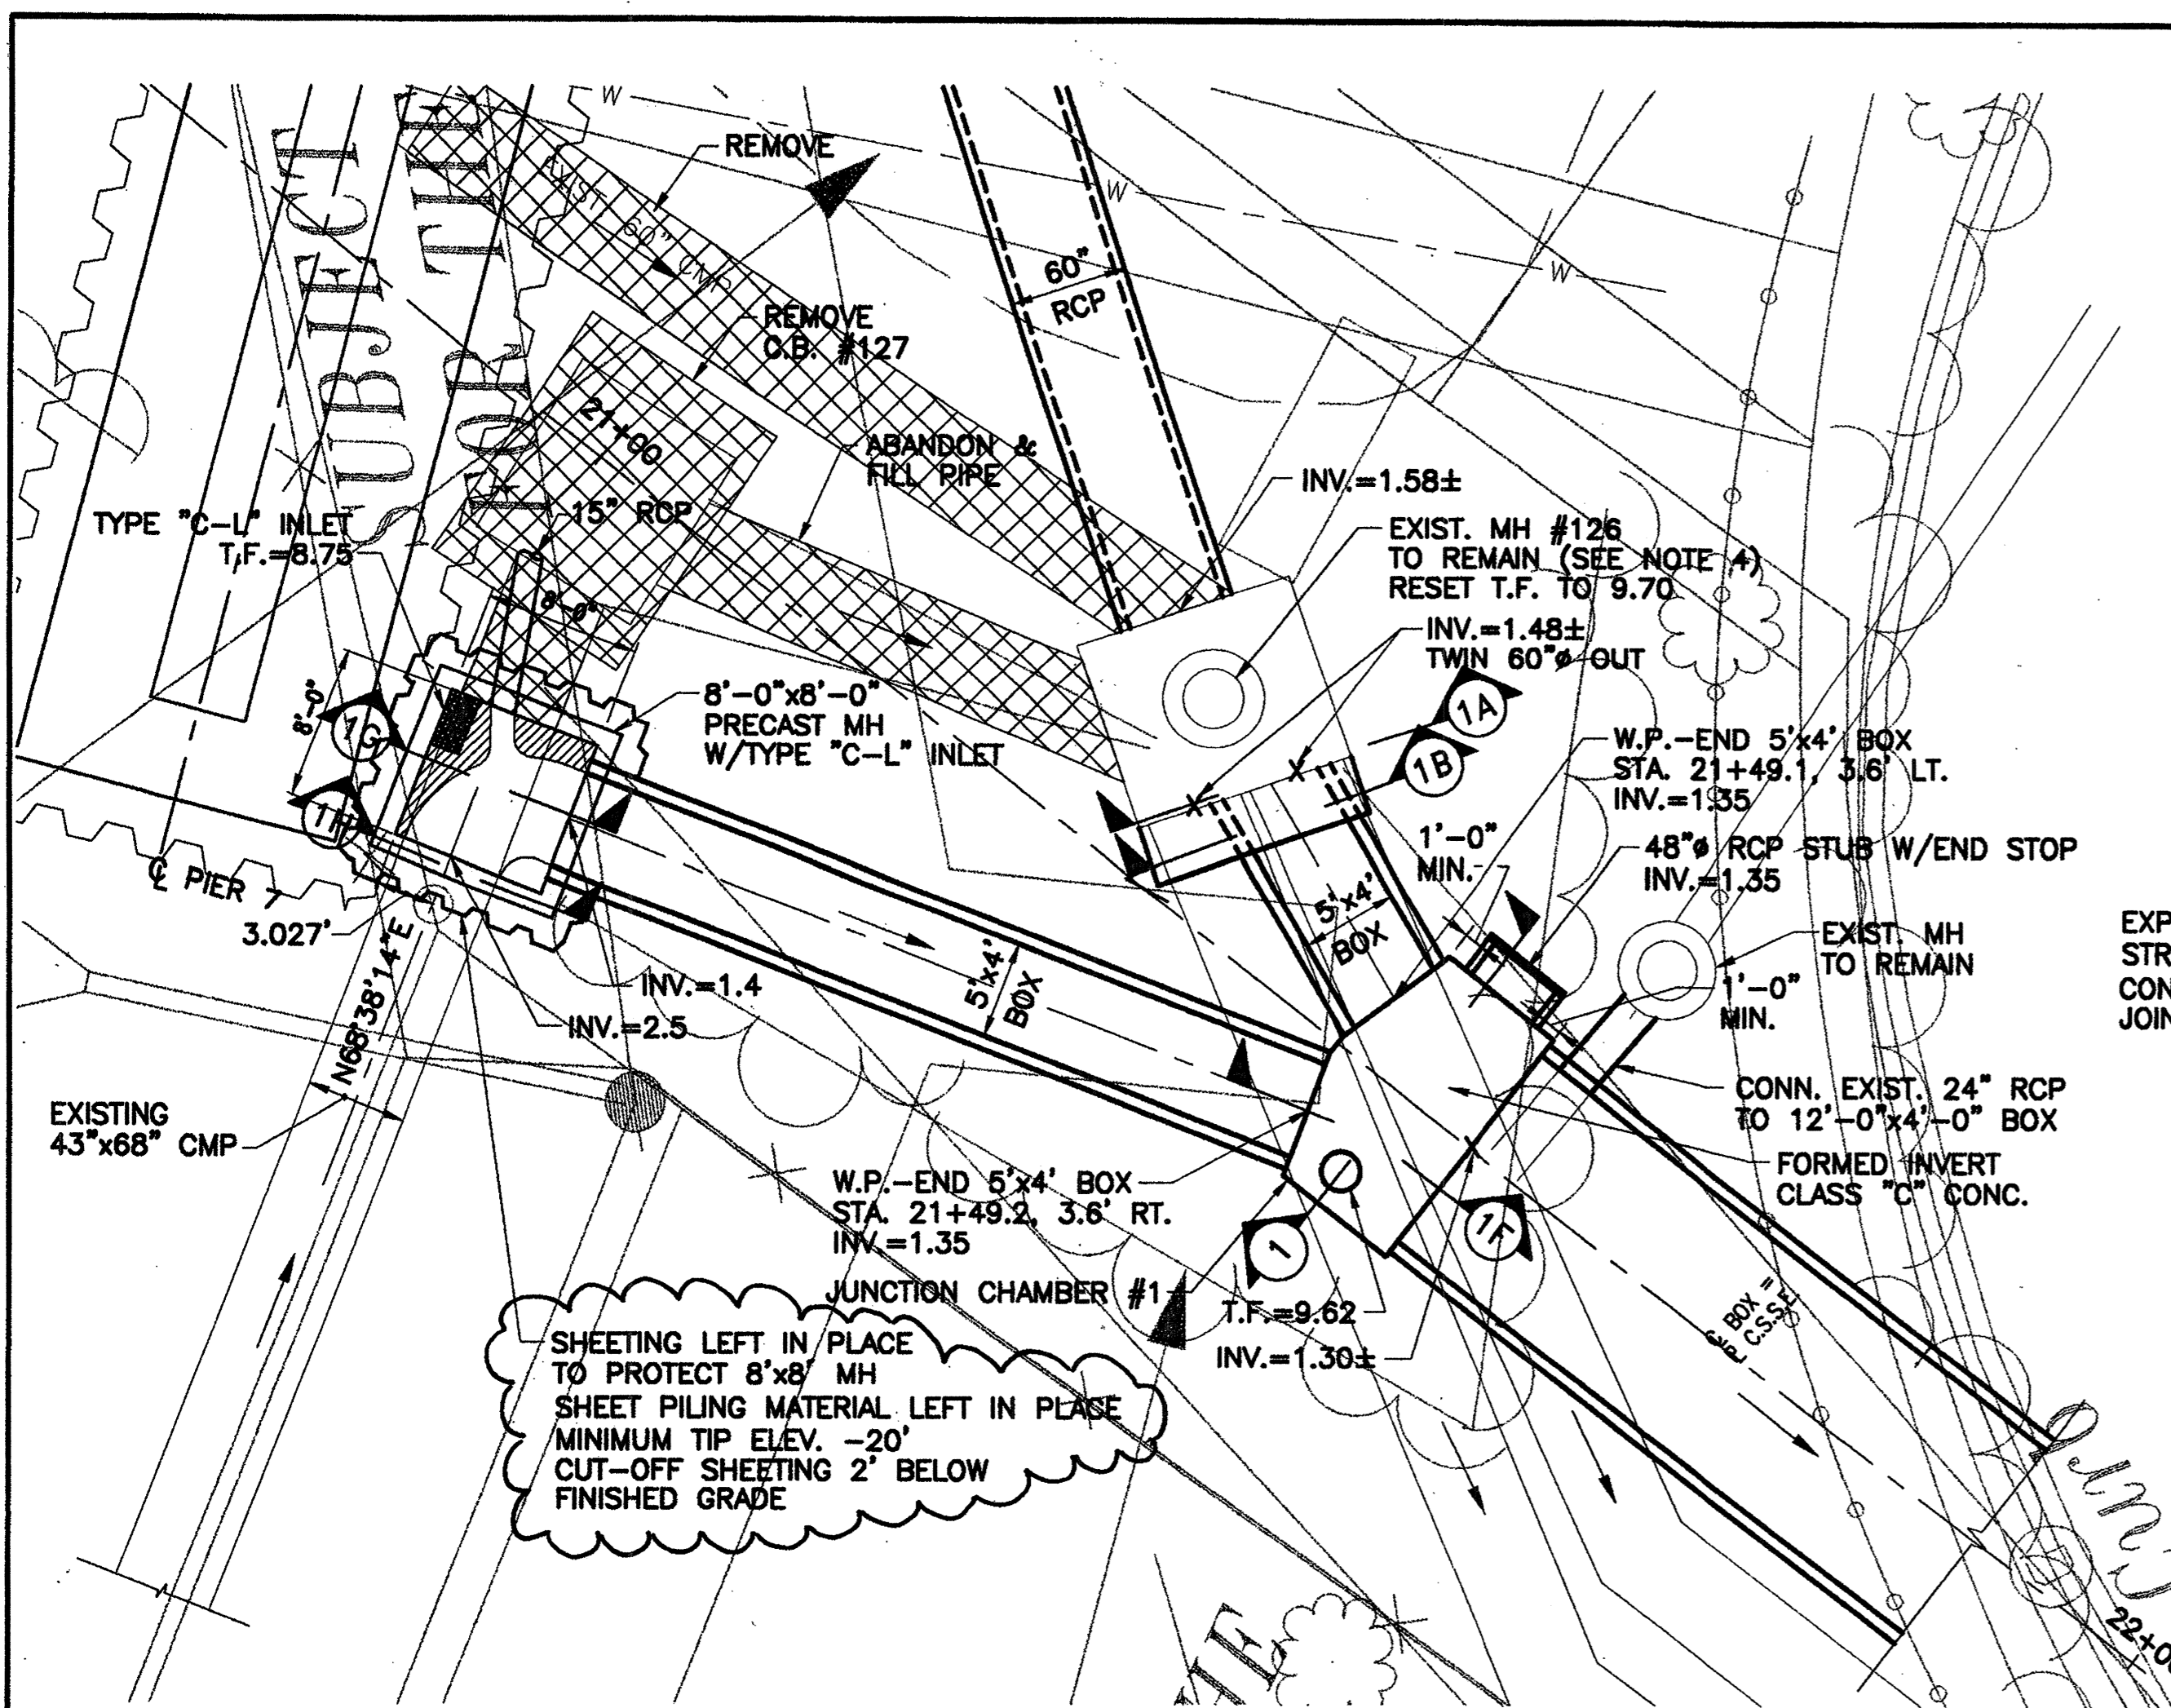 REMOVE
EXIST 60" CMP
60"
RCP
REMOVE
C.B. #127
21+00
ABANDON &
FILL PIPE
15" RCP
TYPE "C-L" INLET
T.F.=8.75
8'-0"
8'-0"
INV.=1.58±
EXIST. MH #126
TO REMAIN (SEE NOTE 4)
RESET T.F. TO 9.70
INV.=1.48±
TWIN 60"ø OUT
8'-0"x8'-0"
PRECAST MH
W/TYPE "C-L" INLET
1G
1H
1A
1B
W.P.-END 5'x4' BOX
STA. 21+49.1, 3.6' LT.
INV.=1.35
1'-0"
MIN.
48"ø RCP STUB W/END STOP
INV.=1.35
℄ PIER 7
3.027'
N68°38'14"E
INV.=1.4
INV.=2.5
5'x4'
BOX
5'x4'
BOX
EXIST. MH
TO REMAIN
1'-0"
MIN.
EXP
STR
CON
JOIN
EXISTING
43"x68" CMP
CONN. EXIST. 24" RCP
TO 12'-0"x4'-0" BOX
FORMED INVERT
CLASS "C" CONC.
W.P.-END 5'x4' BOX
STA. 21+49.2, 3.6' RT.
INV.=1.35
JUNCTION CHAMBER #1
1
1F
T.F.=9.62
INV.=1.30±
℄ BOX =
℄ C.S.S.E.
SHEETING LEFT IN PLACE
TO PROTECT 8'x8' MH
SHEET PILING MATERIAL LEFT IN PLACE
MINIMUM TIP ELEV. -20'
CUT-OFF SHEETING 2' BELOW
FINISHED GRADE
UBJECT
FOR THE
W
W
W
HE
22+0